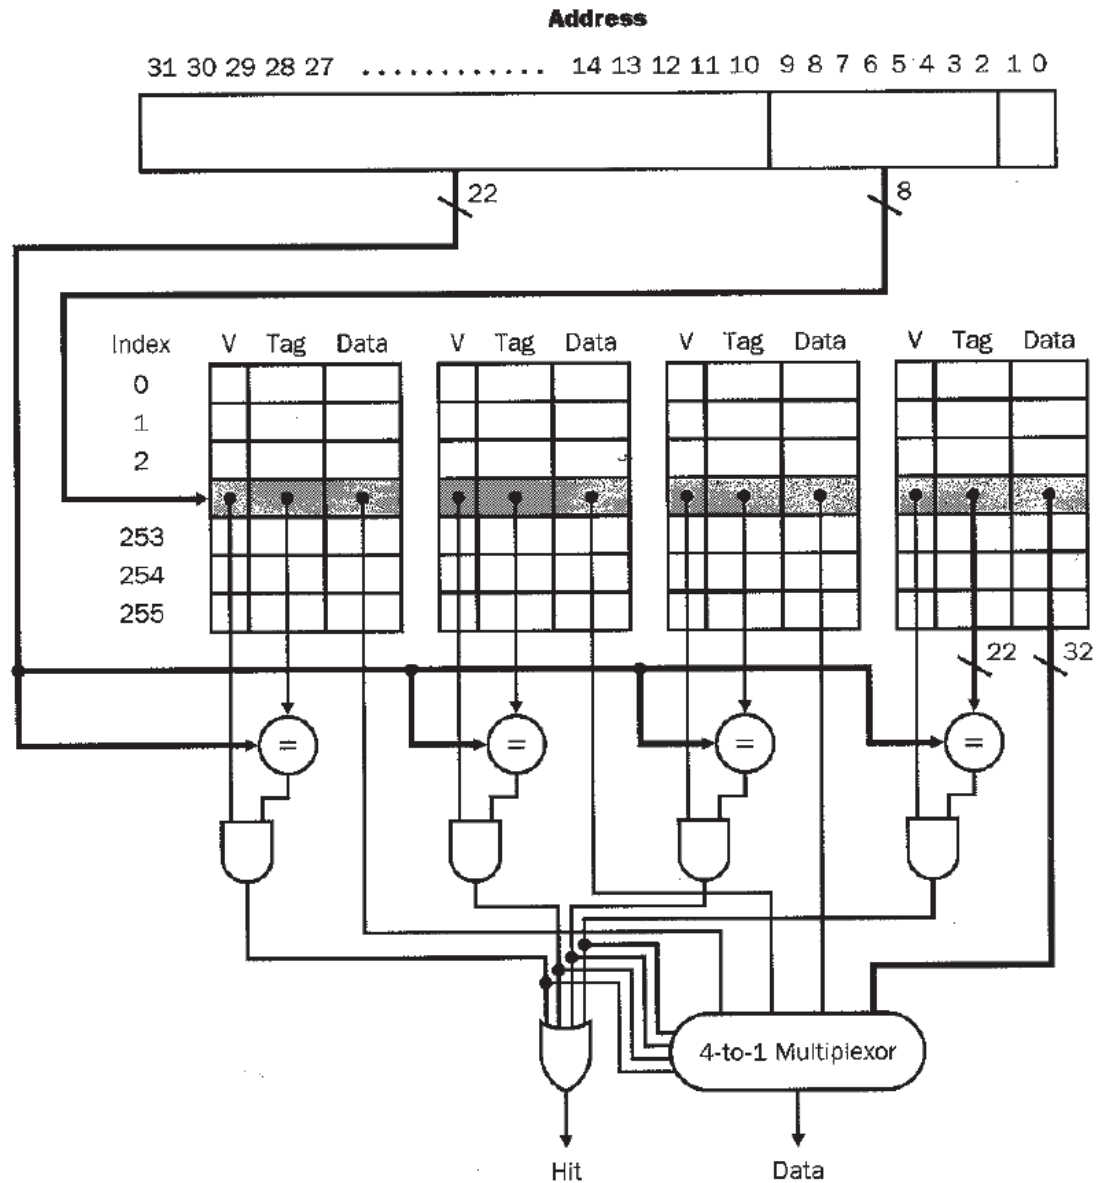 Address
31 30 29 28 27 ............. 14 13 12 11 10 9 8 7 6 5 4 3 2 1 0
22
8
Index V Tag Data V Tag Data V Tag Data V Tag Data
0
1
2
253
254
255
22 32
= = = =
4-to-1 Multiplexor
Hit Data